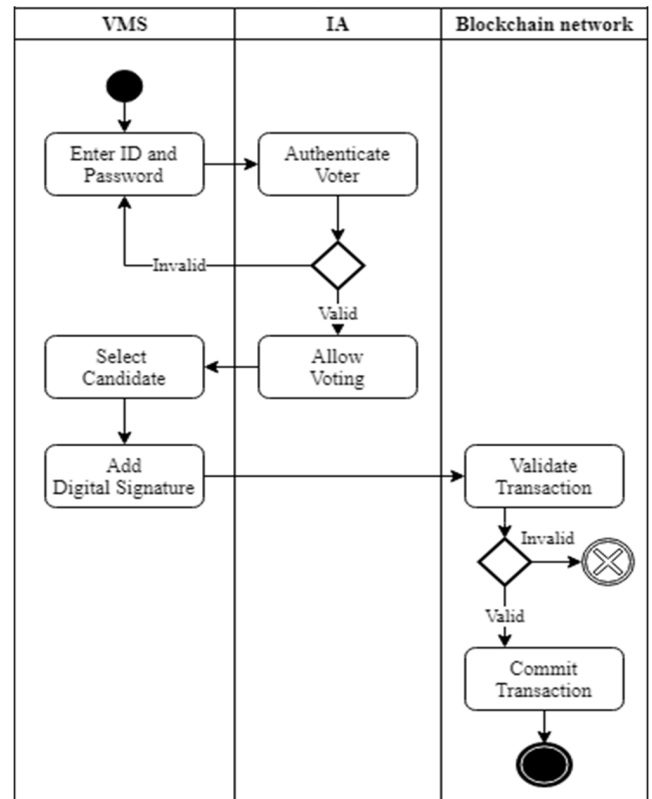 VMS
IA
Blockchain network
Enter ID and
Password
Authenticate
Voter
Invalid
Valid
Select
Candidate
Allow
Voting
Add
Digital Signature
Validate
Transaction
Invalid
Valid
Commit
Transaction